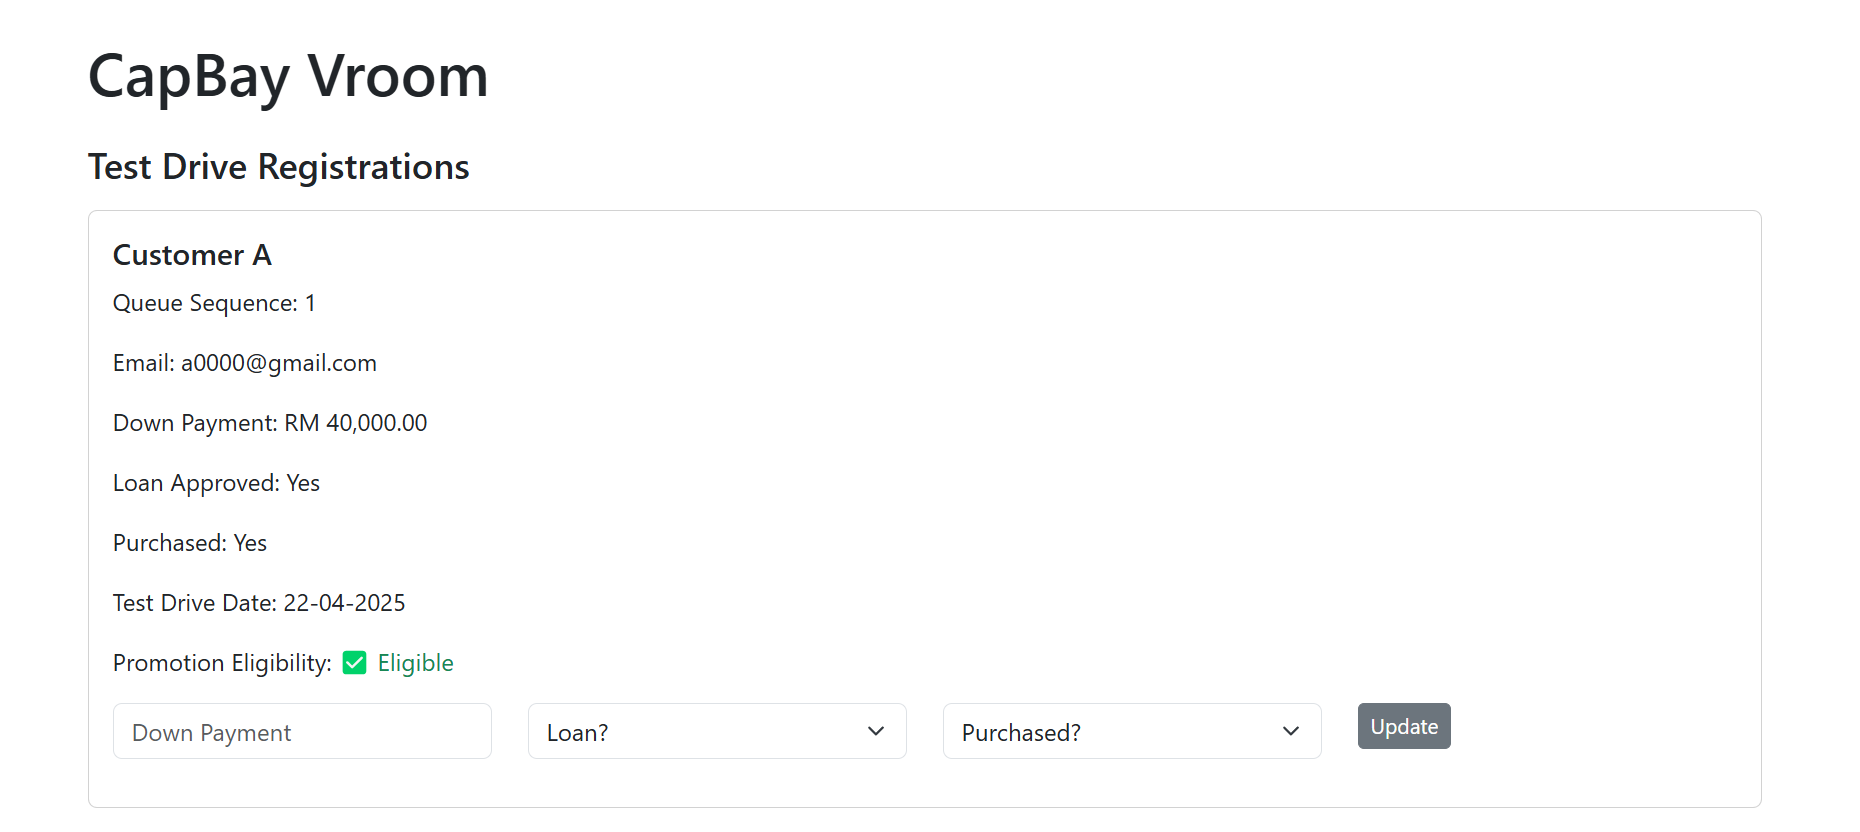 CapBay Vroom
Test Drive Registrations
Customer A
Queue Sequence: 1
Email: a0000@gmail.com
Down Payment: RM 40,000.00
Loan Approved: Yes
Purchased: Yes
Test Drive Date: 22-04-2025
Promotion Eligibility: ✅ Eligible
Down Payment Loan? Purchased? Update